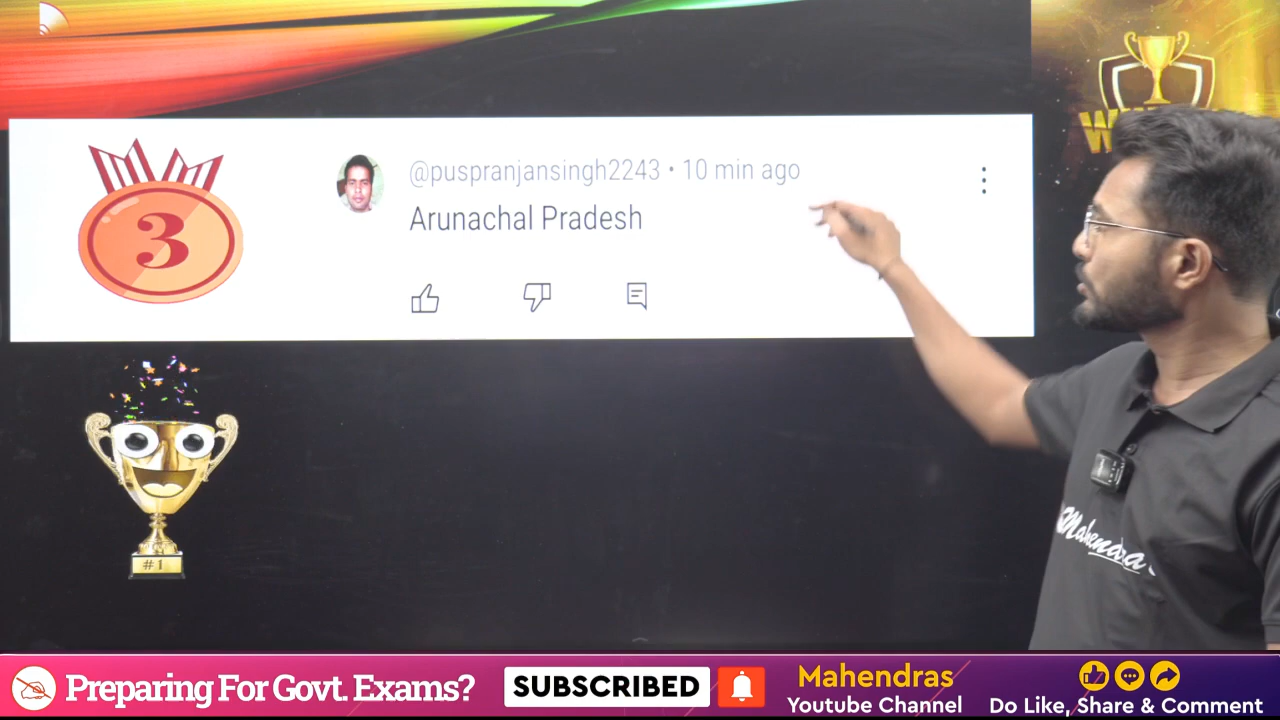 3
@puspranjansingh2243 • 10 min ago
Arunachal Pradesh
#1
Mahendra's
Preparing For Govt. Exams?
SUBSCRIBED
Mahendras
Youtube Channel
Do Like, Share & Comment